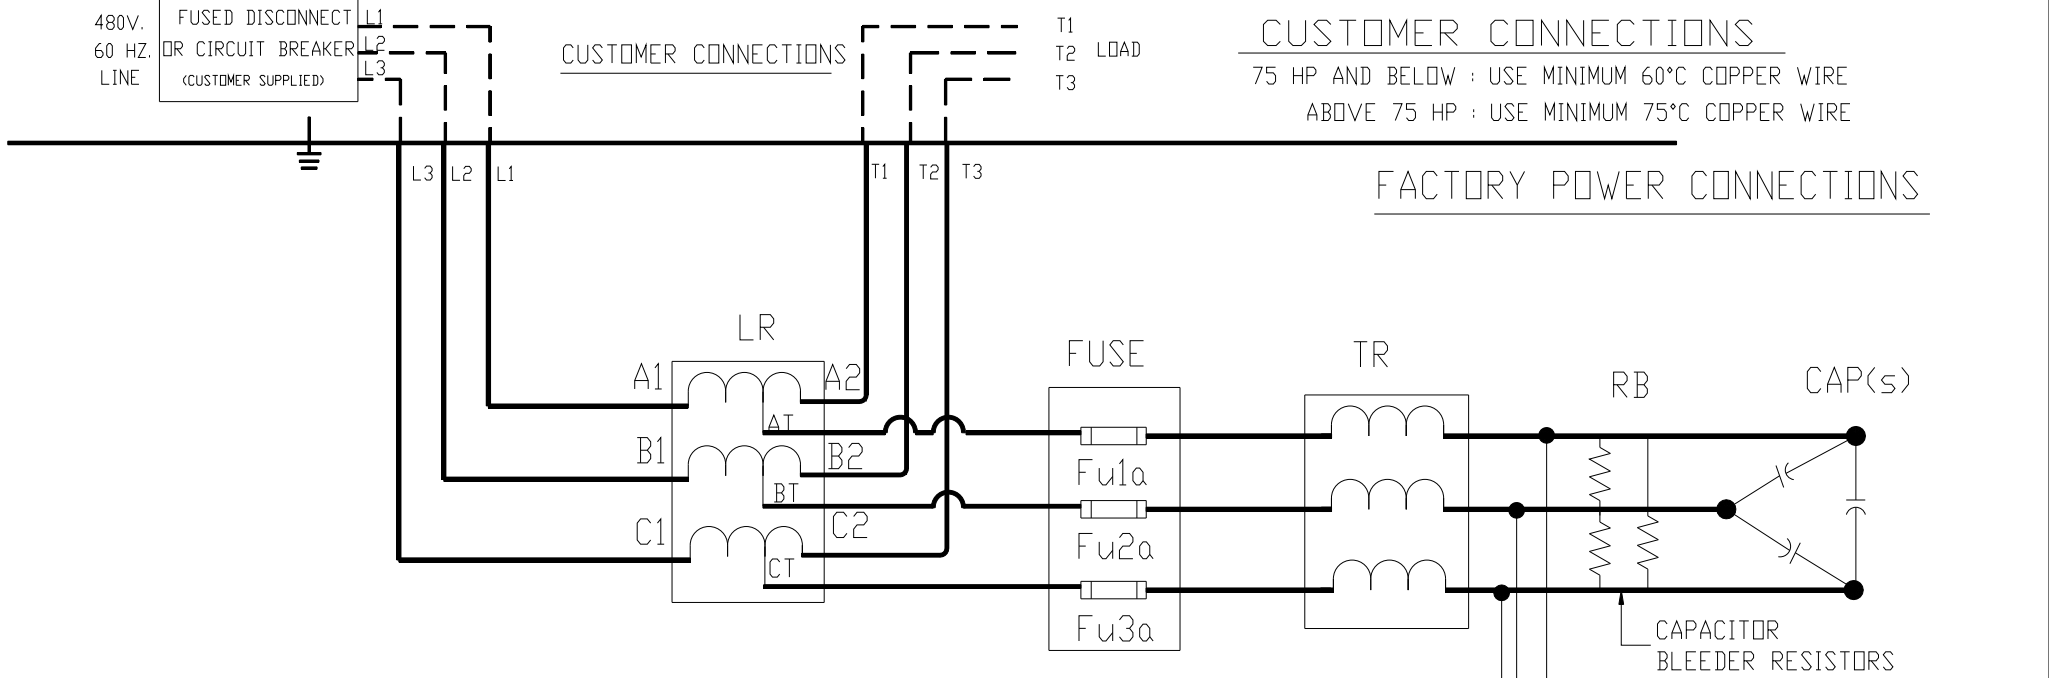 480V.
60 HZ.
LINE
FUSED DISCONNECT
OR CIRCUIT BREAKER
(CUSTOMER SUPPLIED)
L1
L2
L3
CUSTOMER CONNECTIONS
T1
T2
T3
LOAD
CUSTOMER CONNECTIONS
75 HP AND BELOW : USE MINIMUM 60°C COPPER WIRE
ABOVE 75 HP : USE MINIMUM 75°C COPPER WIRE
L3
L2
L1
T1
T2
T3
FACTORY POWER CONNECTIONS
LR
A1
A2
AT
B1
B2
BT
C1
C2
CT
FUSE
Fu1a
Fu2a
Fu3a
TR
RB
CAP(s)
CAPACITOR
BLEEDER RESISTORS